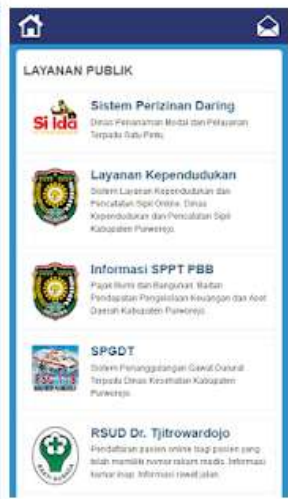 LAYANAN PUBLIK
Si Ida
Sistem Perizinan Daring
Dinas Penanaman Modal dan Pelayanan
Terpadu Satu Pintu.
Layanan Kependudukan
Sistem Layanan Kependudukan dan
Pencatatan Sipil Online. Dinas
Kependudukan dan Pencatatan Sipil
Kabupaten Purworejo.
Informasi SPPT PBB
Pajak Bumi dan Bangunan. Badan
Pendapatan Pengelolaan Keuangan dan Aset
Daerah Kabupaten Purworejo.
SPGDT
Sistem Penanggulangan Gawat Darurat
Terpadu Dinas Kesehatan Kabupaten
Purworejo
RSUD Dr. Tjitrowardojo
Pendaftaran pasien online bagi pasien yang
telah memiliki nomor rekam medis. Informasi
kamar inap. Informasi rawat jalan.
BAKTI HUSADA